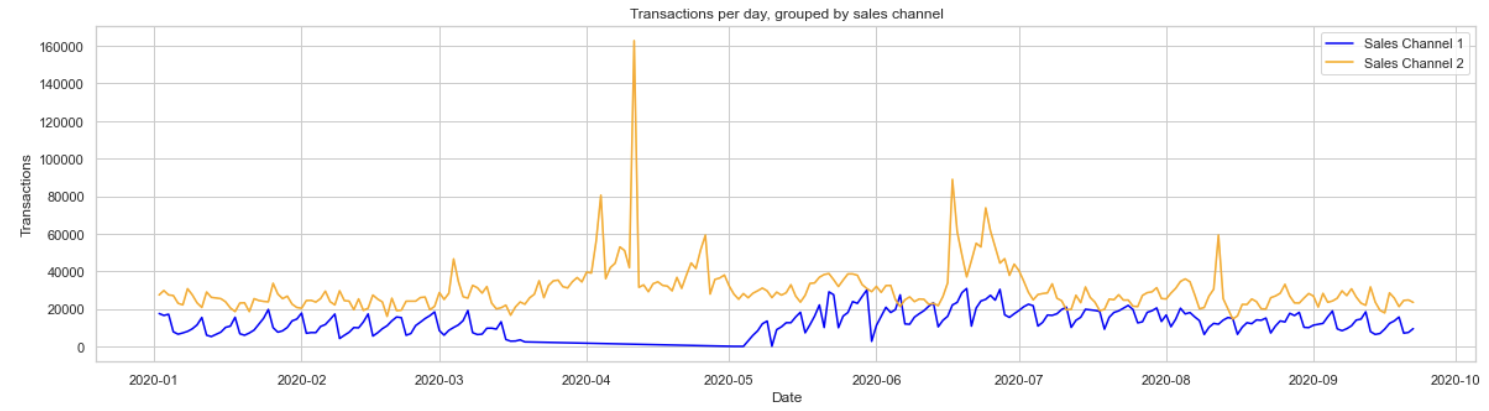 Transactions per day, grouped by sales channel
Sales Channel 1
Sales Channel 2
Transactions
160000
140000
120000
100000
80000
60000
40000
20000
0
2020-01 2020-02 2020-03 2020-04 2020-05 2020-06 2020-07 2020-08 2020-09 2020-10
Date